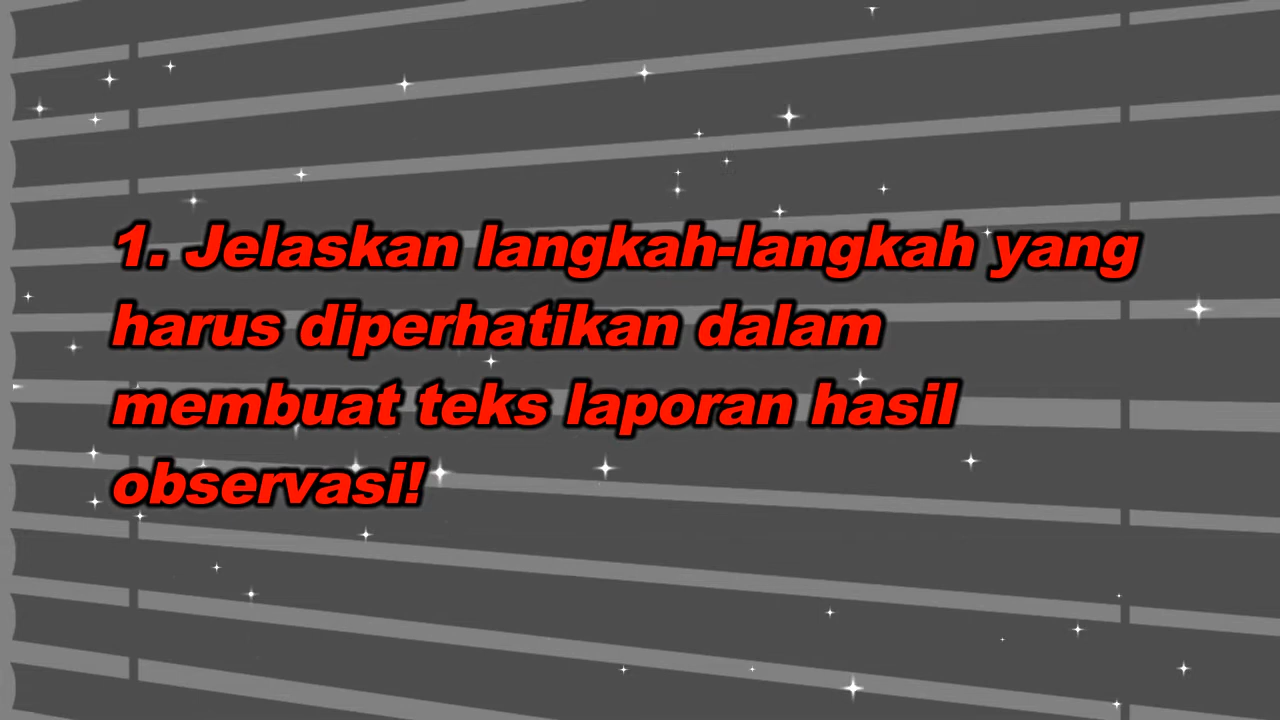 1. Jelaskan langkah-langkah yang
harus diperhatikan dalam
membuat teks laporan hasil
observasi!